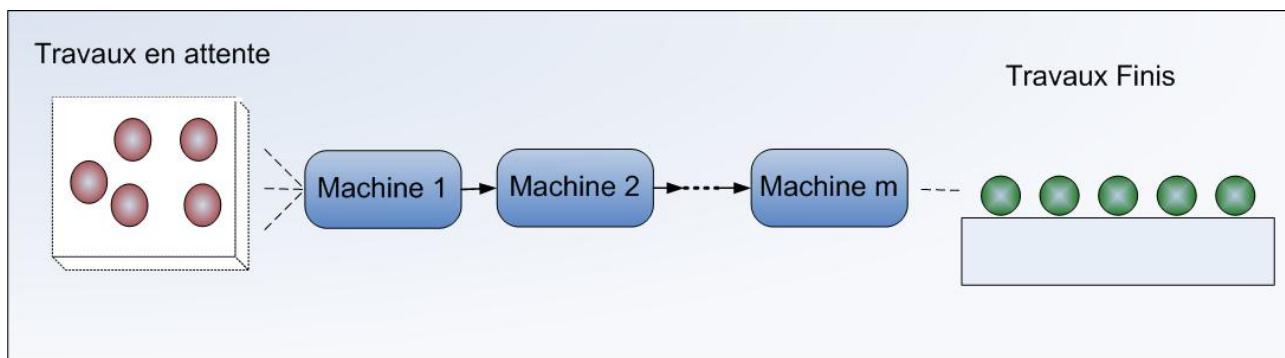 Travaux en attente
Travaux Finis
Machine 1
Machine 2
Machine m